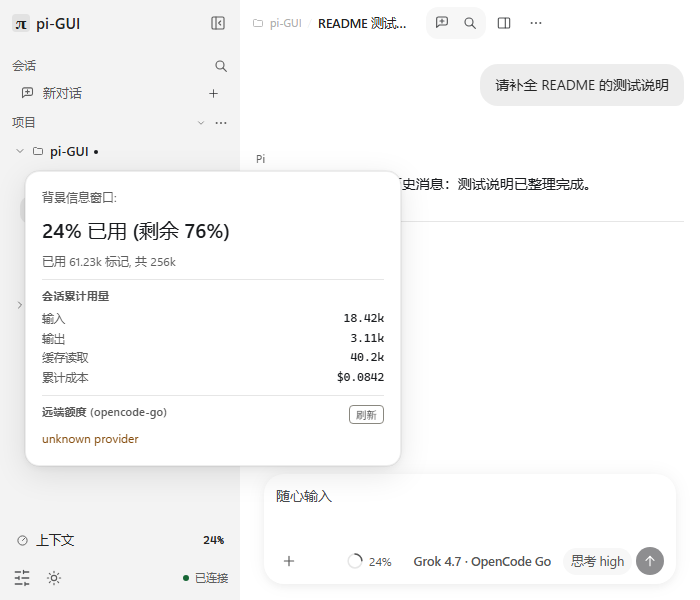 π pi-GUI
会话
新对话
项目
pi-GUI
背景信息窗口:
24% 已用 (剩余 76%)
已用 61.23k 标记, 共 256k
会话累计用量
输入 18.42k
输出 3.11k
缓存读取 40.2k
累计成本 $0.0842
远端额度 (opencode-go) 刷新
unknown provider
上下文 24%
已连接
pi-GUI / README 测试...
请补全 README 的测试说明
Pi
史消息：测试说明已整理完成。
随心输入
24% Grok 4.7 · OpenCode Go 思考 high